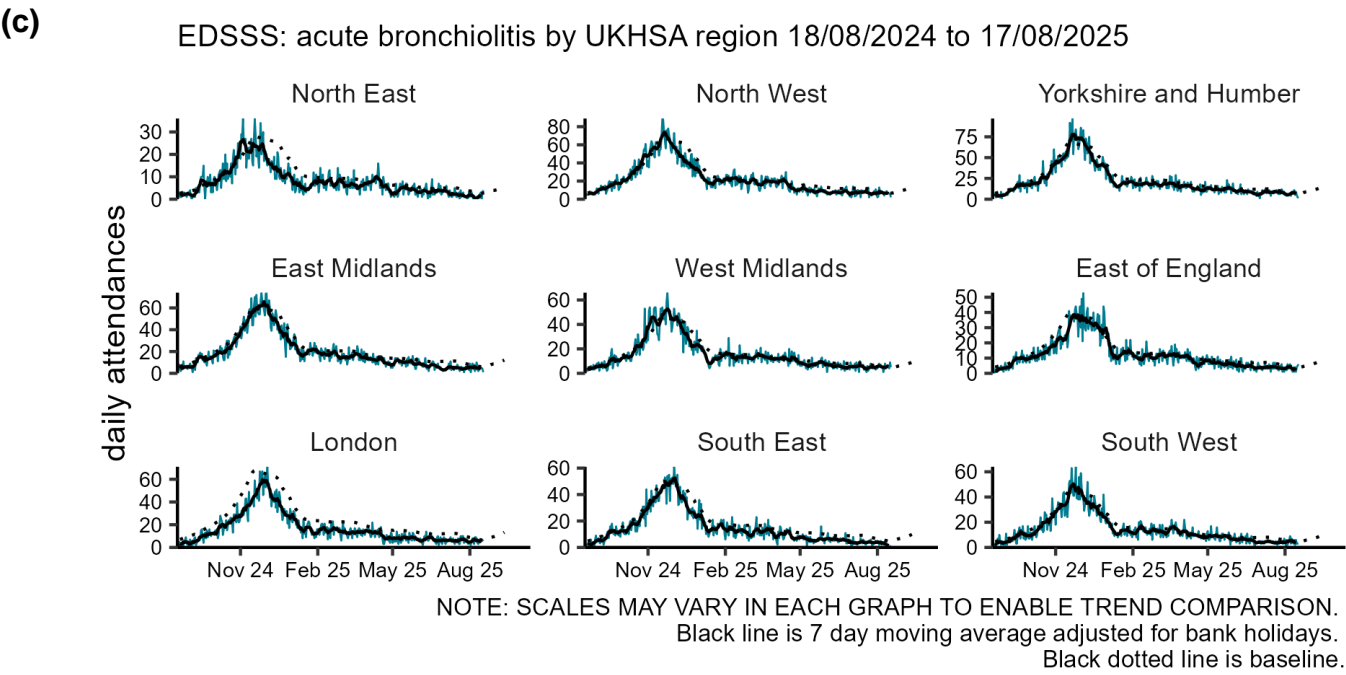 (c)
EDSSS: acute bronchiolitis by UKHSA region 18/08/2024 to 17/08/2025
daily attendances
North East
30
20
10
0
North West
80
60
40
20
0
Yorkshire and Humber
75
50
25
0
East Midlands
60
40
20
0
West Midlands
60
40
20
0
East of England
50
40
30
20
10
0
London
60
40
20
0
Nov 24 Feb 25 May 25 Aug 25
South East
60
40
20
0
Nov 24 Feb 25 May 25 Aug 25
South West
60
40
20
0
Nov 24 Feb 25 May 25 Aug 25
NOTE: SCALES MAY VARY IN EACH GRAPH TO ENABLE TREND COMPARISON.
Black line is 7 day moving average adjusted for bank holidays.
Black dotted line is baseline.